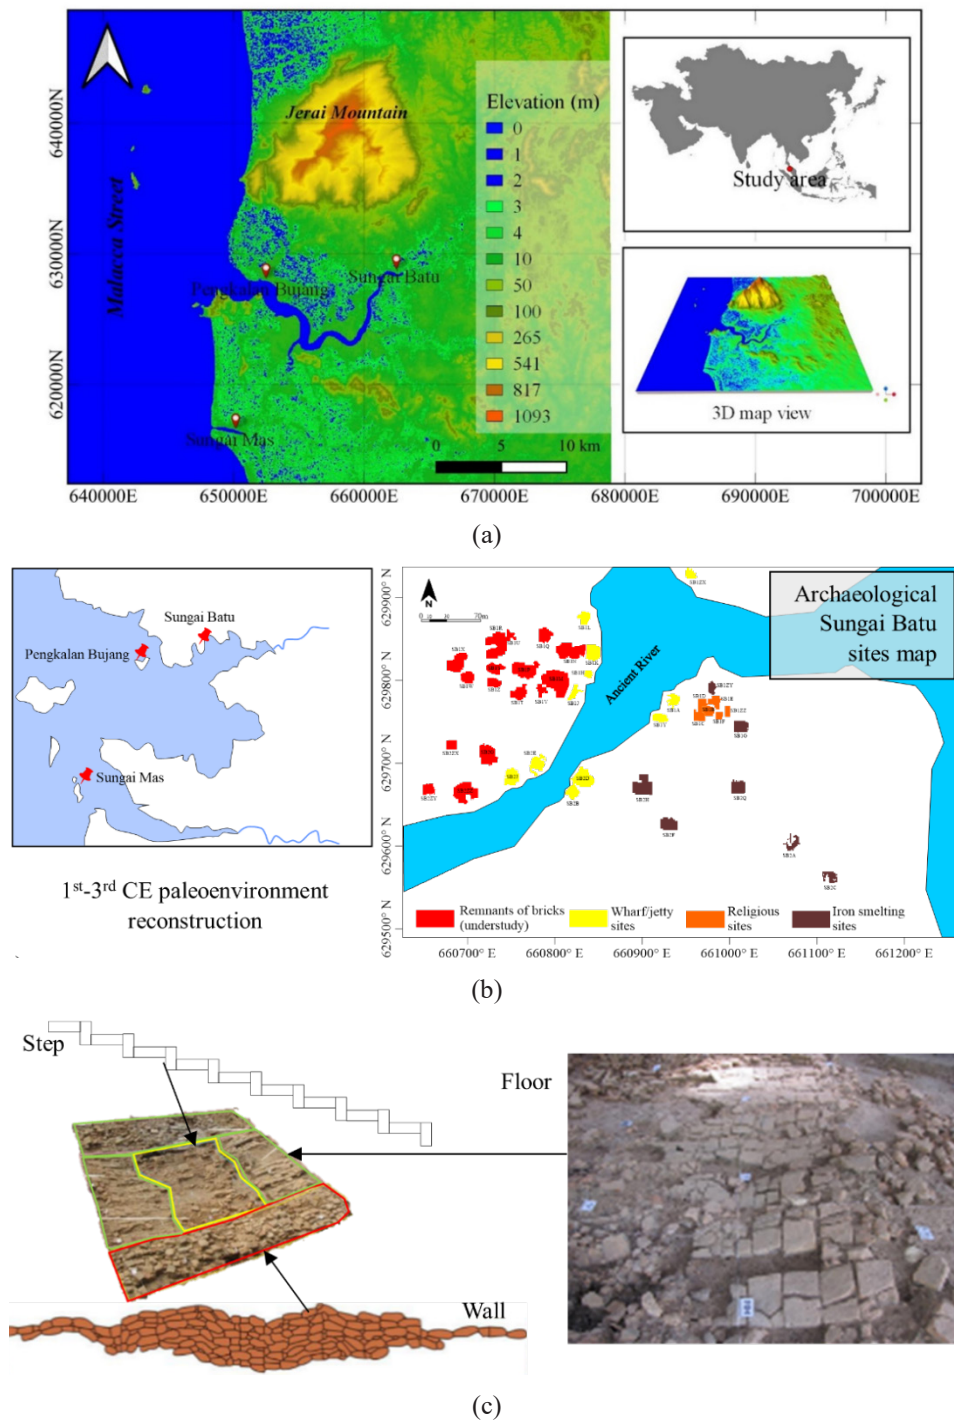 Jerai Mountain
Malacca Street
Pengkalan Bujang
Sungai Batu
Sungai Mas
Elevation (m)
0
1
2
3
4
10
50
100
265
541
817
1093
0 5 10 km
640000N
630000N
620000N
640000E 650000E 660000E 670000E 680000E 690000E 700000E
Study area
3D map view
(a)
Sungai Batu
Pengkalan Bujang
Sungai Mas
1st-3rd CE paleoenvironment
reconstruction
N
Archaeological
Sungai Batu
sites map
Ancient River
629900° N
629800° N
629700° N
629600° N
629500° N
Remnants of bricks
(understudy)
Wharf/jetty
sites
Religious
sites
Iron smelting
sites
660700° E 660800° E 660900° E 661000° E 661100° E 661200° E
(b)
Step
Floor
Wall
(c)